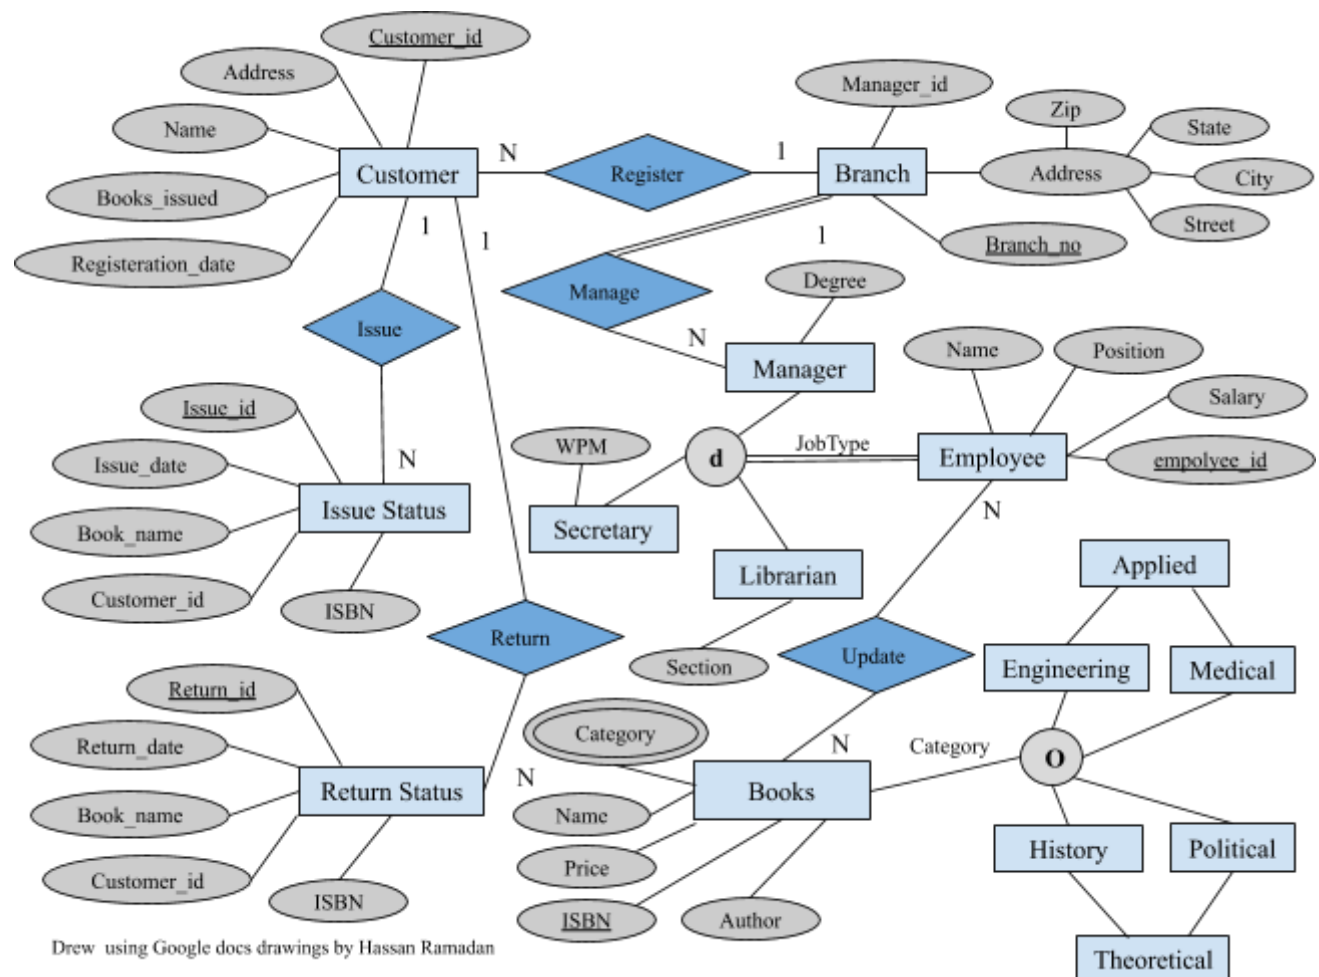 Customer_id
Address
Manager_id
Zip
State
Name
N
1
Customer
Register
Branch
Address
City
Books_issued
Street
1
1
1
Branch_no
Registeration_date
Degree
Manage
Issue
N
Name
Position
Manager
Salary
Issue_id
WPM
JobType
d
Employee
empolyee_id
Issue_date
N
Issue Status
N
Secretary
Book_name
Applied
Librarian
Customer_id
ISBN
Return
Update
Section
Engineering
Medical
Return_id
Category
Return_date
N
Category
O
N
Return Status
Books
Book_name
Name
History
Political
Price
Customer_id
ISBN
ISBN
Author
Drew using Google docs drawings by Hassan Ramadan
Theoretical